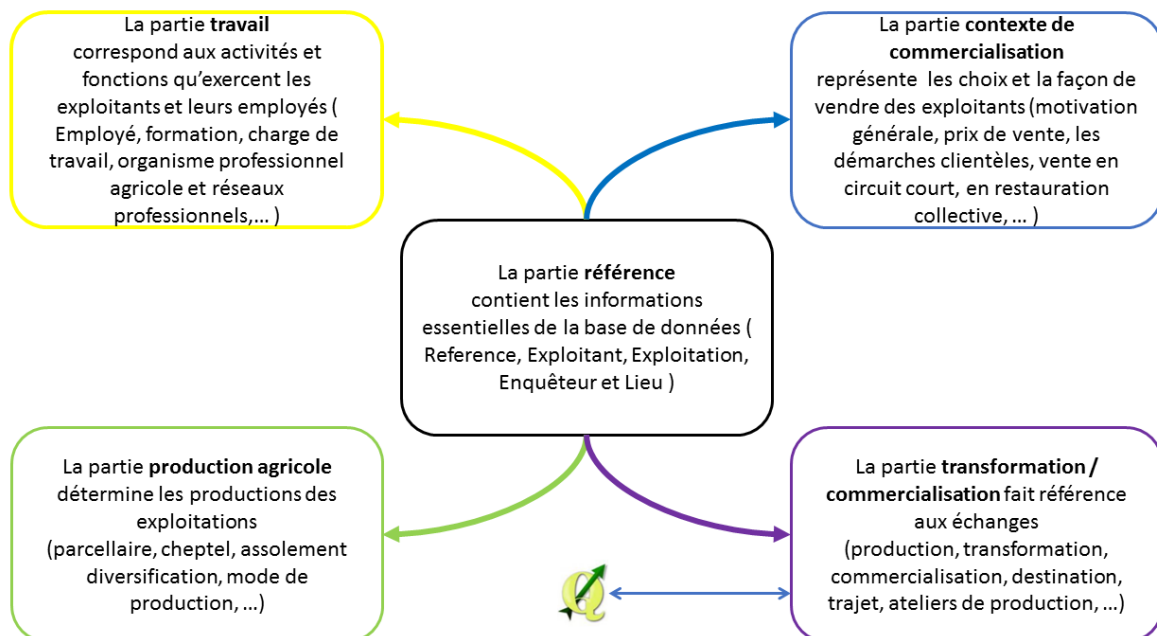 La partie travail
correspond aux activités et
fonctions qu’exercent les
exploitants et leurs employés (
Employé, formation, charge de
travail, organisme professionnel
agricole et réseaux
professionnels,... )
La partie contexte de
commercialisation
représente les choix et la façon de
vendre des exploitants (motivation
générale, prix de vente, les
démarches clientèles, vente en
circuit court, en restauration
collective, ... )
La partie référence
contient les informations
essentielles de la base de données (
Reference, Exploitant, Exploitation,
Enquêteur et Lieu )
La partie production agricole
détermine les productions des
exploitations
(parcellaire, cheptel, assolement
diversification, mode de
production, ...)
La partie transformation /
commercialisation fait référence
aux échanges
(production, transformation,
commercialisation, destination,
trajet, ateliers de production, ...)
Q